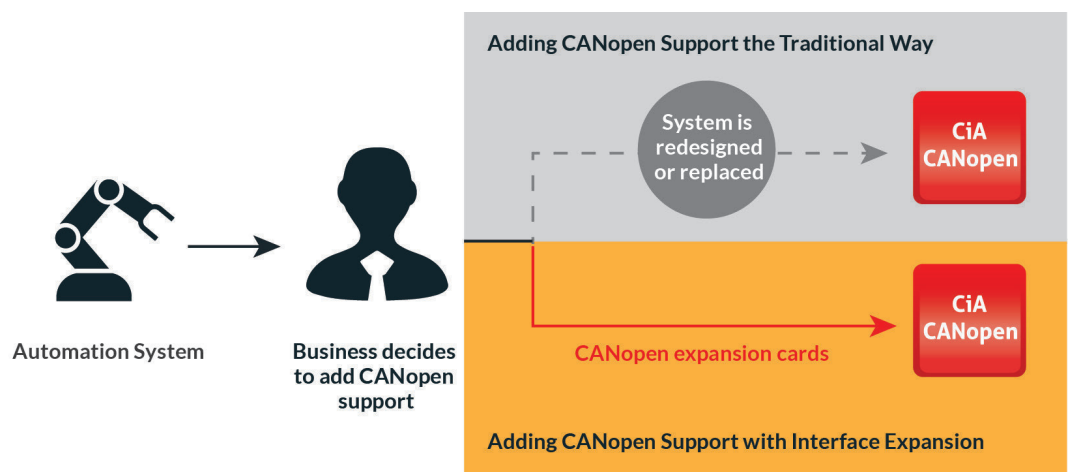 Adding CANopen Support the Traditional Way
System is
redesigned
or replaced
CiA
CANopen
Automation System
Business decides
to add CANopen
support
CANopen expansion cards
CiA
CANopen
Adding CANopen Support with Interface Expansion